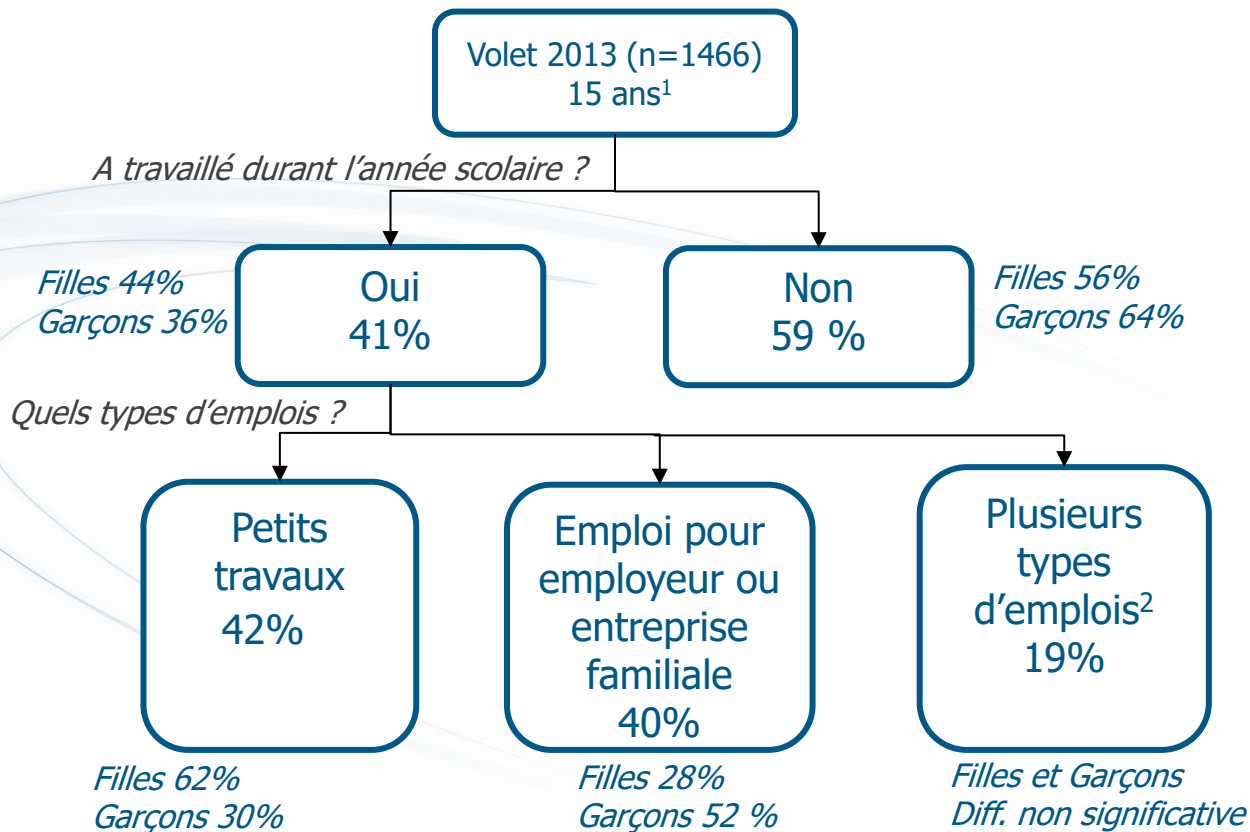 Volet 2013 (n=1466)
15 ans¹
A travaillé durant l'année scolaire ?
Filles 44%
Garçons 36%
Oui
41%
Non
59 %
Filles 56%
Garçons 64%
Quels types d'emplois ?
Petits
travaux
42%
Emploi pour
employeur ou
entreprise
familiale
40%
Plusieurs
types
d'emplois²
19%
Filles 62%
Garçons 30%
Filles 28%
Garçons 52 %
Filles et Garçons
Diff. non significative